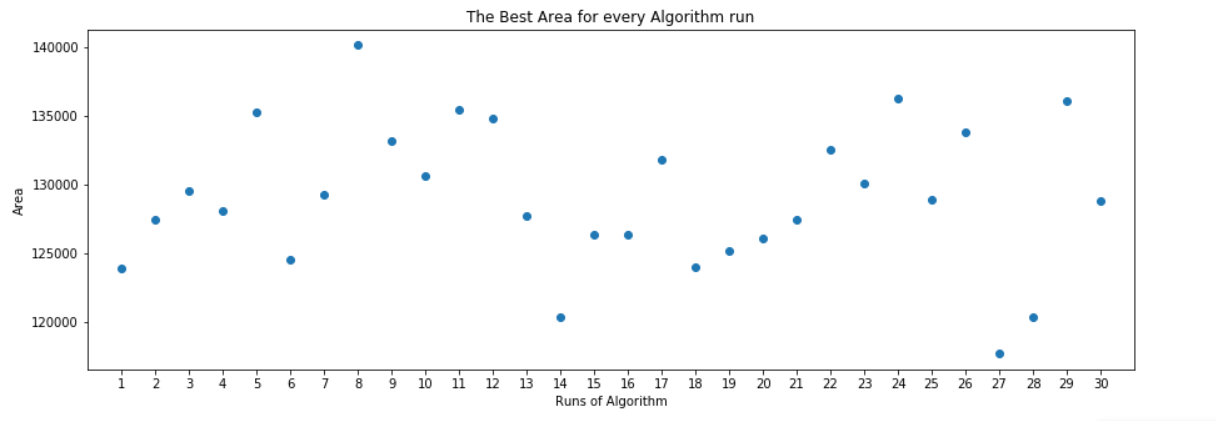 The Best Area for every Algorithm run
140000
135000
130000
125000
120000
Area
1 2 3 4 5 6 7 8 9 10 11 12 13 14 15 16 17 18 19 20 21 22 23 24 25 26 27 28 29 30
Runs of Algorithm